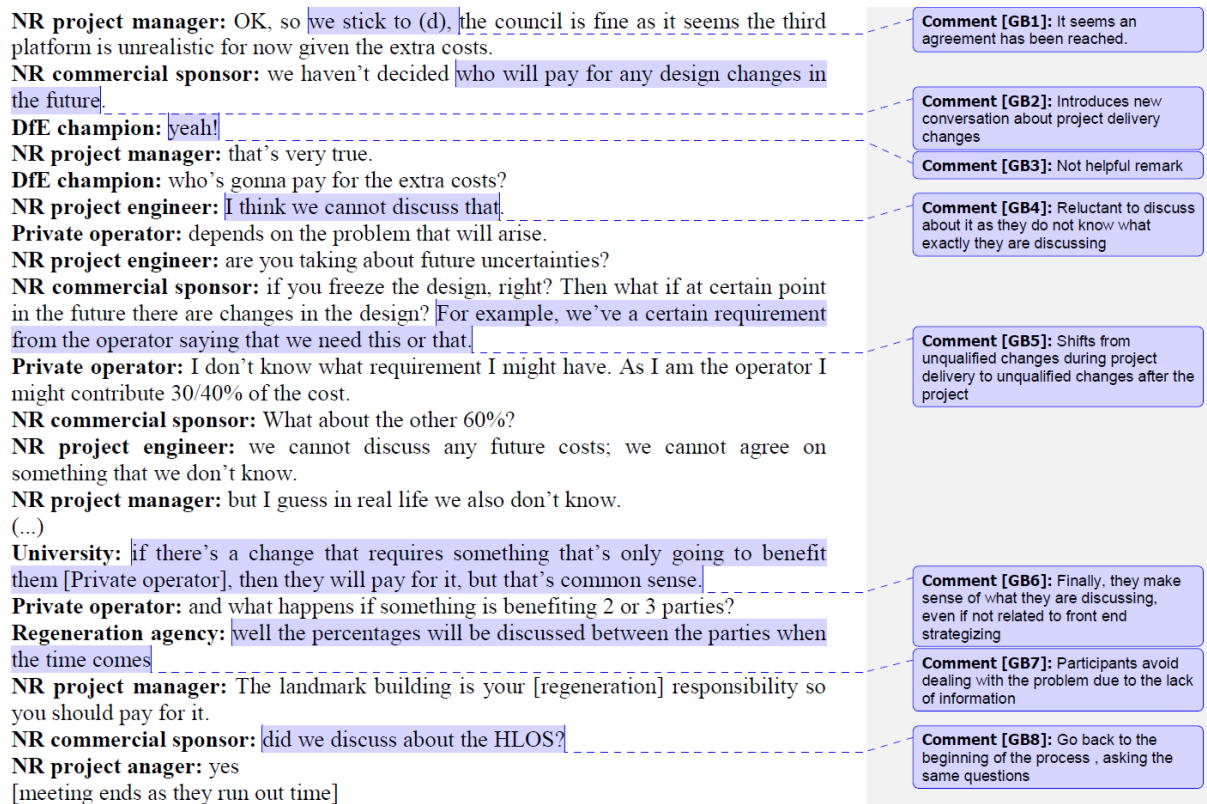 NR project manager: OK, so we stick to (d), the council is fine as it seems the third
platform is unrealistic for now given the extra costs.
NR commercial sponsor: we haven't decided who will pay for any design changes in
the future.
DfE champion: yeah!
NR project manager: that's very true.
DfE champion: who's gonna pay for the extra costs?
NR project engineer: I think we cannot discuss that.
Private operator: depends on the problem that will arise.
NR project engineer: are you taking about future uncertainties?
NR commercial sponsor: if you freeze the design, right? Then what if at certain point
in the future there are changes in the design? For example, we've a certain requirement
from the operator saying that we need this or that.
Private operator: I don't know what requirement I might have. As I am the operator I
might contribute 30/40% of the cost.
NR commercial sponsor: What about the other 60%?
NR project engineer: we cannot discuss any future costs; we cannot agree on
something that we don't know.
NR project manager: but I guess in real life we also don't know.
(...)
University: if there's a change that requires something that's only going to benefit
them [Private operator], then they will pay for it, but that's common sense.
Private operator: and what happens if something is benefiting 2 or 3 parties?
Regeneration agency: well the percentages will be discussed between the parties when
the time comes
NR project manager: The landmark building is your [regeneration] responsibility so
you should pay for it.
NR commercial sponsor: did we discuss about the HLOS?
NR project anager: yes
[meeting ends as they run out time]
Comment [GB1]: It seems an
agreement has been reached.
Comment [GB2]: Introduces new
conversation about project delivery
changes
Comment [GB3]: Not helpful remark
Comment [GB4]: Reluctant to discuss
about it as they do not know what
exactly they are discussing
Comment [GB5]: Shifts from
unqualified changes during project
delivery to unqualified changes after the
project
Comment [GB6]: Finally, they make
sense of what they are discussing,
even if not related to front end
strategizing
Comment [GB7]: Participants avoid
dealing with the problem due to the lack
of information
Comment [GB8]: Go back to the
beginning of the process , asking the
same questions